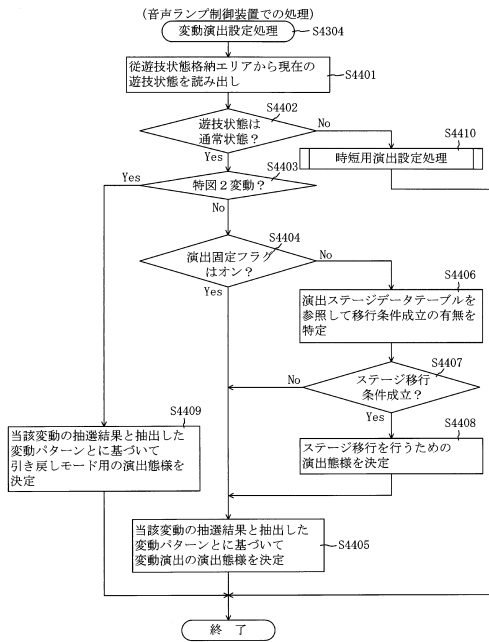 (音声ランプ制御装置での処理)
変動演出設定処理
S4304
従遊技状態格納エリアから現在の
遊技状態を読み出し
S4401
S4402
遊技状態は
通常状態？
No
Yes
S4410
時短用演出設定処理
S4403
特図２変動？
Yes
No
S4404
演出固定フラグ
はオン？
No
Yes
S4406
演出ステージデータテーブルを
参照して移行条件成立の有無を
特定
S4407
ステージ移行
条件成立？
No
Yes
S4408
ステージ移行を行うための
演出態様を決定
S4409
当該変動の抽選結果と抽出した
変動パターンとに基づいて
引き戻しモード用の演出態様を
決定
当該変動の抽選結果と抽出した
変動パターンとに基づいて
変動演出の演出態様を決定
S4405
終 了